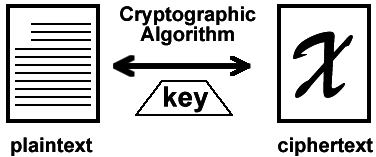 Cryptographic
Algorithm
key
X
plaintext
ciphertext